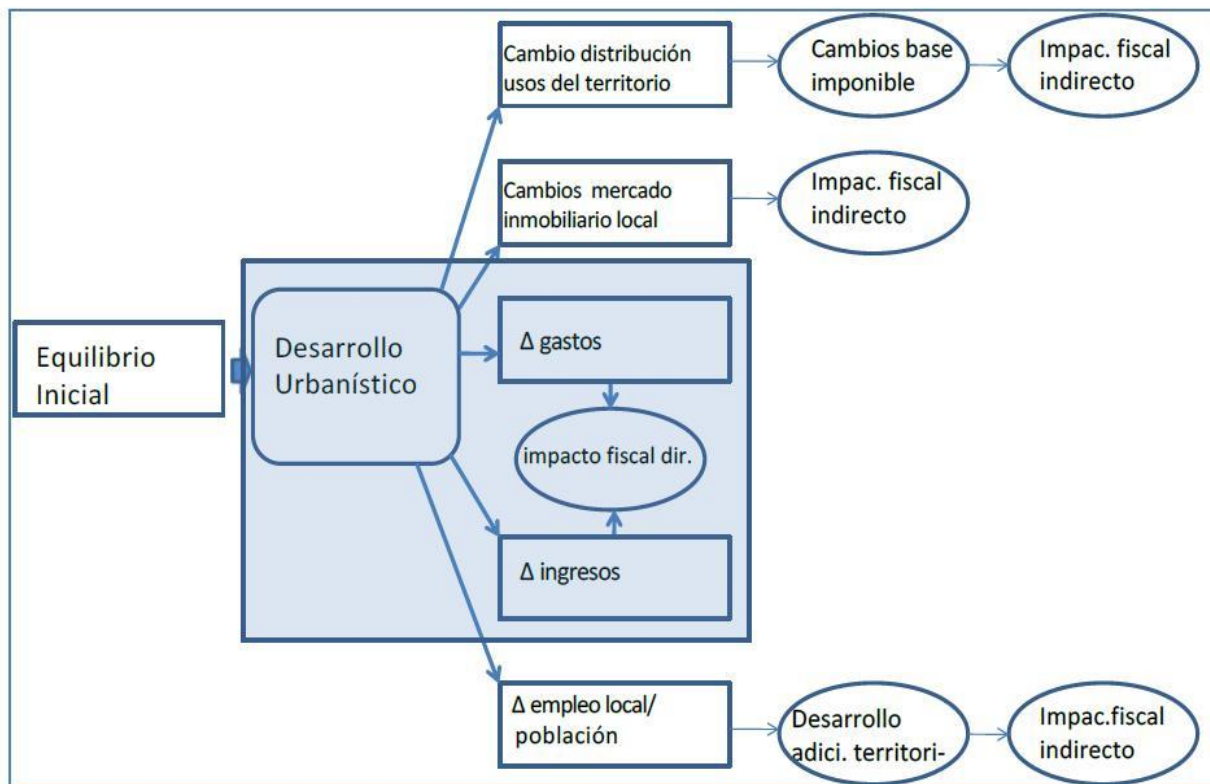 Cambio distribución
usos del territorio
Cambios base
imponible
Impac. fiscal
indirecto
Cambios mercado
inmobiliario local
Impac. fiscal
indirecto
Equilibrio
Inicial
Desarrollo
Urbanístico
Δ gastos
impacto fiscal dir.
Δ ingresos
Δ empleo local/
población
Desarrollo
adici. territori-
Impac.fiscal
indirecto